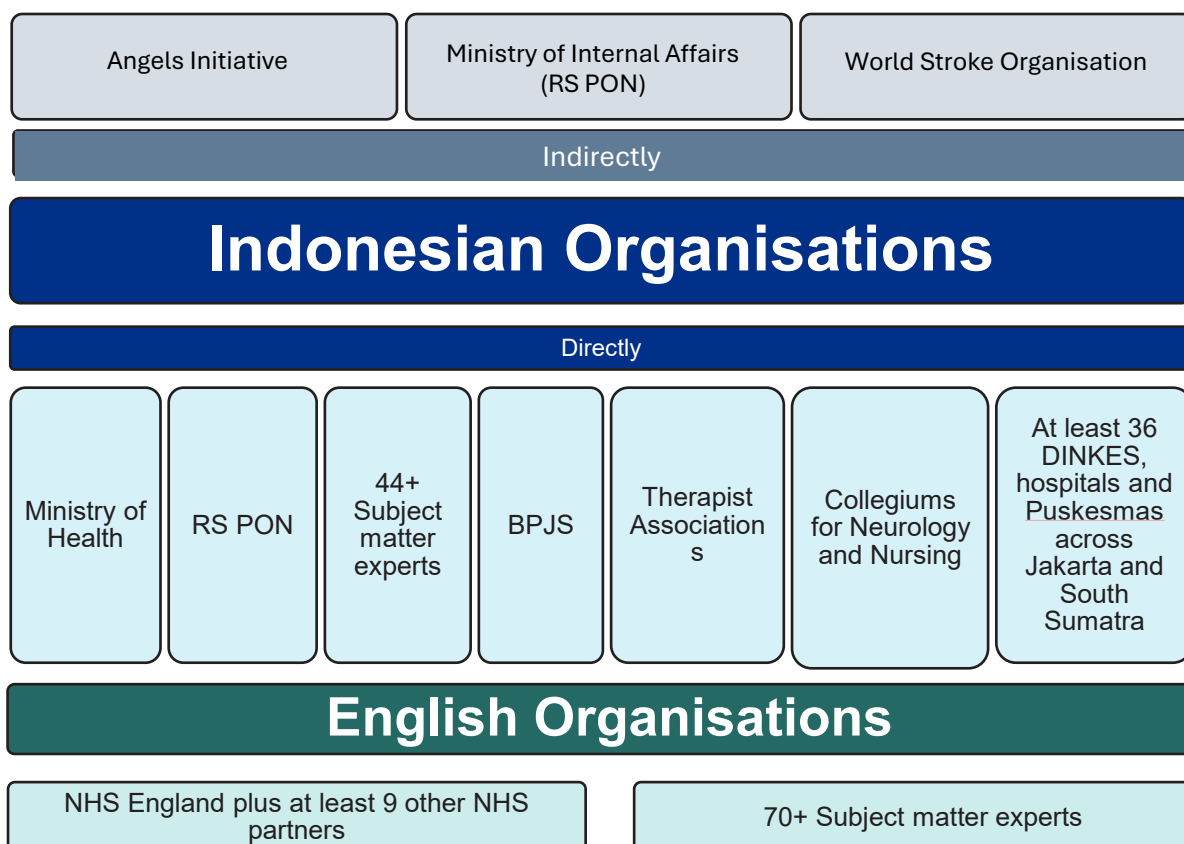 Angels Initiative
Ministry of Internal Affairs
(RS PON)
World Stroke Organisation
Indirectly
Indonesian Organisations
Directly
Ministry of
Health
RS PON
44+
Subject
matter
experts
BPJS
Therapist
Association
s
Collegiums
for Neurology
and Nursing
At least 36
DINKES,
hospitals and
Puskesmas
across
Jakarta and
South
Sumatra
English Organisations
NHS England plus at least 9 other NHS
partners
70+ Subject matter experts